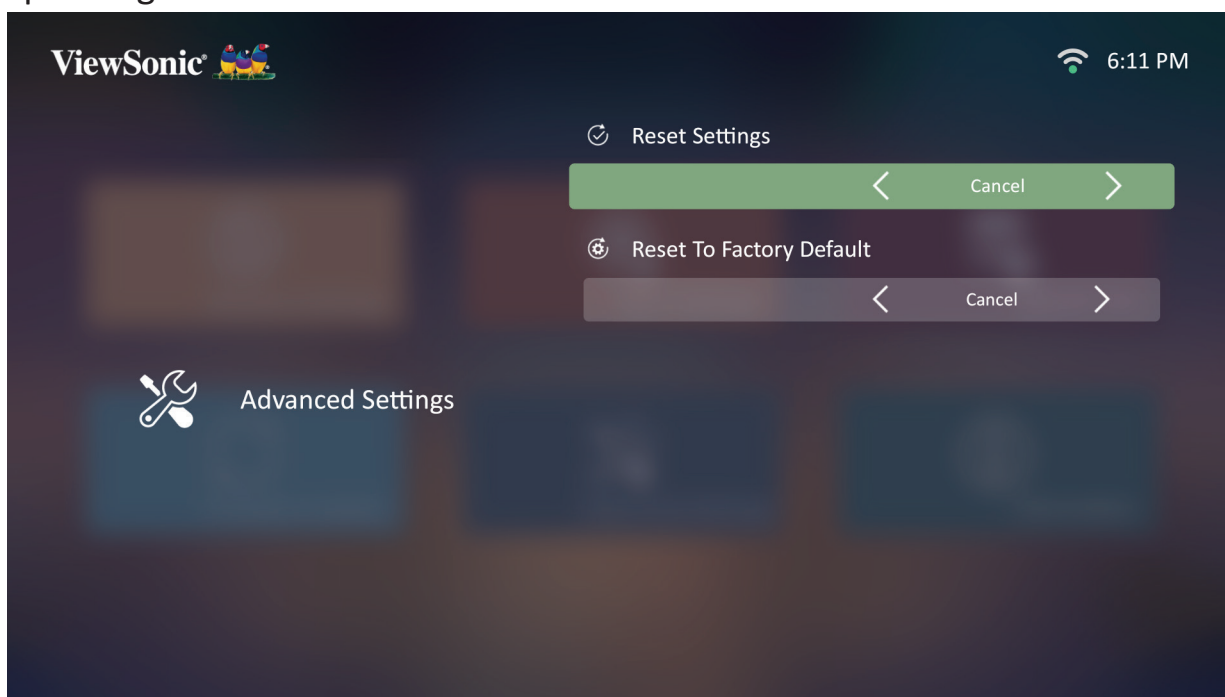 ViewSonic®
6:11 PM
Reset Settings
Cancel
Reset To Factory Default
Cancel
Advanced Settings